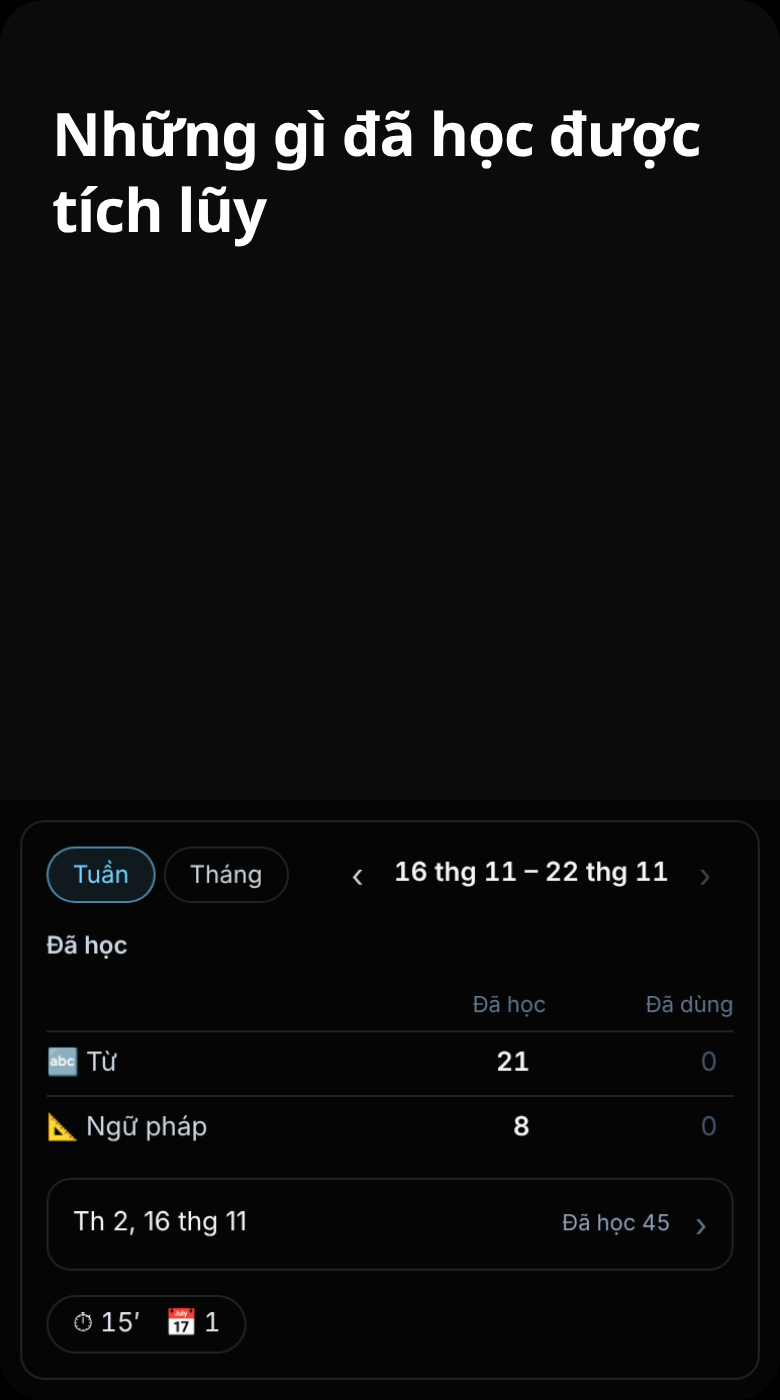 Những gì đã học được
tích lũy
Tuần Tháng ‹ 16 thg 11 – 22 thg 11 ›
Đã học
Đã học Đã dùng
🔤 Từ 21 0
📐 Ngữ pháp 8 0
Th 2, 16 thg 11 Đã học 45 ›
⏱ 15′ 📅 1